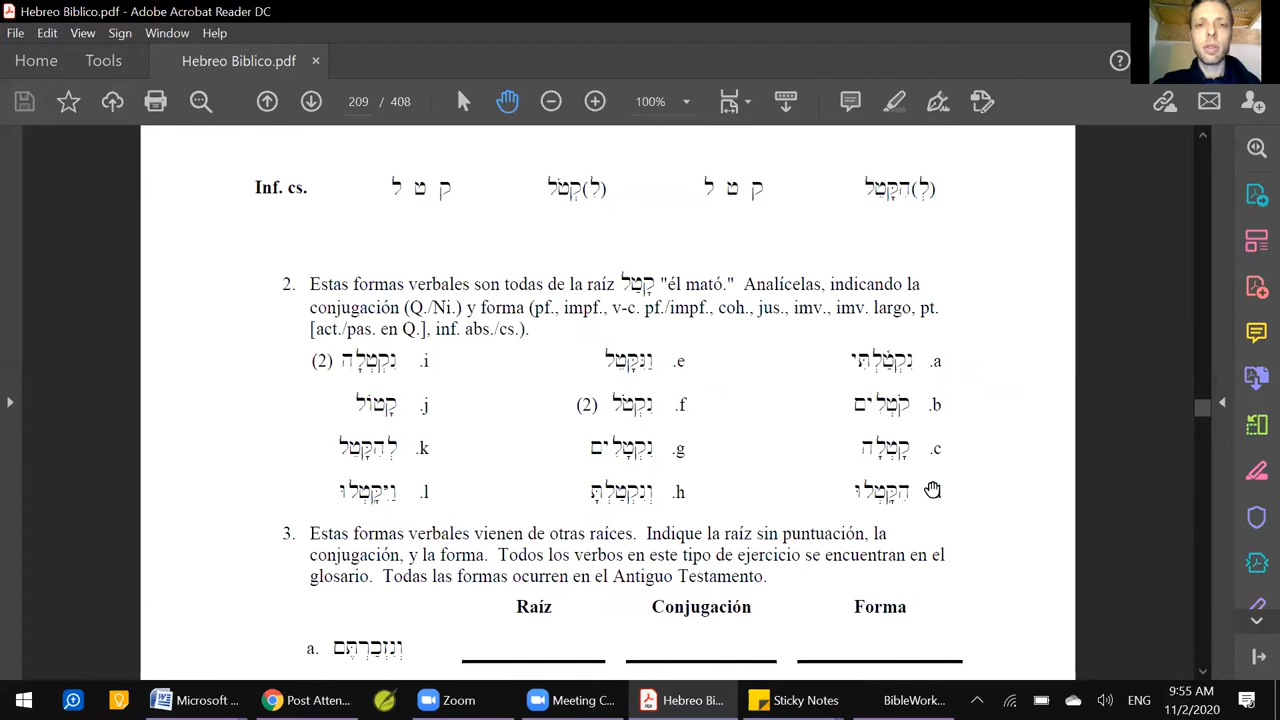 Hebreo Biblico.pdf - Adobe Acrobat Reader DC
File Edit View Sign Window Help
Home Tools Hebreo Biblico.pdf ×
209 / 408 100%
Inf. cs. ק ט ל (לִ)קְטֹל ק ט ל (לְ)הִקָּטֵל
2. Estas formas verbales son todas de la raíz קָטַל "él mató." Analícelas, indicando la
conjugación (Q./Ni.) y forma (pf., impf., v-c. pf./impf., coh., jus., imv., imv. largo, pt.
[act./pas. en Q.], inf. abs./cs.).
a. נִקְטַלְתִּי e. וַנִּקָּטֵל i. נִקְטְלָה (2)
b. קֹטְלִים f. נִקְטֹל (2) j. קָטוֹל
c. קָטְלָה g. נִקְטָלִים k. לְהִקָּטֵל
הִקָּטְלוּ h. וְנִקְטַלְתָּ l. וַיִּקָּטְלוּ
3. Estas formas verbales vienen de otras raíces. Indique la raíz sin puntuación, la
conjugación, y la forma. Todos los verbos en este tipo de ejercicio se encuentran en el
glosario. Todas las formas ocurren en el Antiguo Testamento.
Raíz Conjugación Forma
a. וְנִזְכַּרְתֶּם
Microsoft ... Post Atten... Zoom Meeting C... Hebreo Bi... Sticky Notes BibleWork... ENG 9:55 AM
11/2/2020